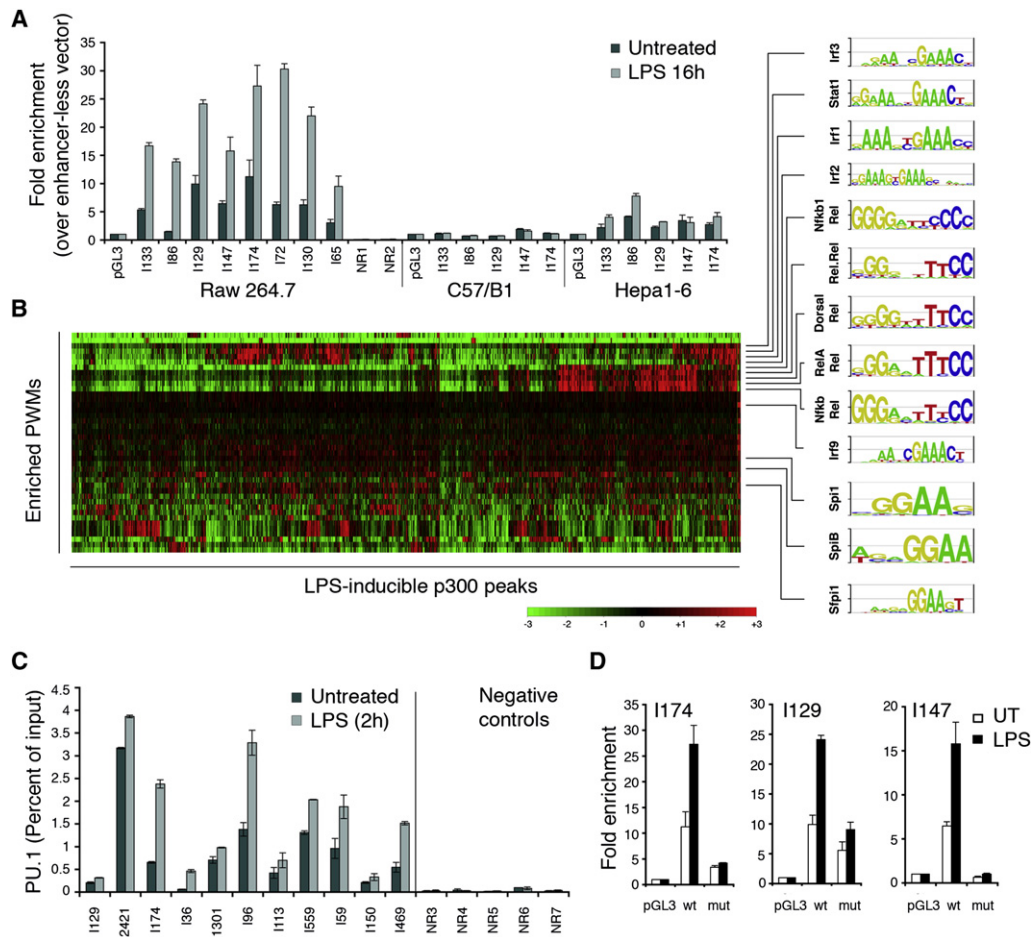 A
Fold enrichment
(over enhancer-less vector)
35
30
25
20
15
10
5
0
Untreated
LPS 16h
pGL3
I133
I86
I129
I147
I174
I72
I130
I65
NR1
NR2
pGL3
I133
I86
I129
I147
I174
pGL3
I133
I86
I129
I147
I174
Raw 264.7
C57/B1
Hepa1-6
B
Enriched PWMs
LPS-inducible p300 peaks
-3 -2 -1 0 +1 +2 +3
Irf3
Stat1
Irf1
Irf2
Nfkb1
Rel
Rel.Rel
Dorsal
Rel
RelA
Rel
Nfkb
Rel
Irf9
Spi1
SpiB
Sfpi1
C
PU.1 (Percent of input)
4.5
4
3.5
3
2.5
2
1.5
1
0.5
0
Untreated
LPS (2h)
Negative
controls
I129
2421
I174
I36
1301
I96
I113
I559
I59
I150
I469
NR3
NR4
NR5
NR6
NR7
D
Fold enrichment
I174
35
30
25
20
15
10
5
0
pGL3 wt mut
I129
30
25
20
15
10
5
0
pGL3 wt mut
I147
20
15
10
5
0
pGL3 wt mut
UT
LPS